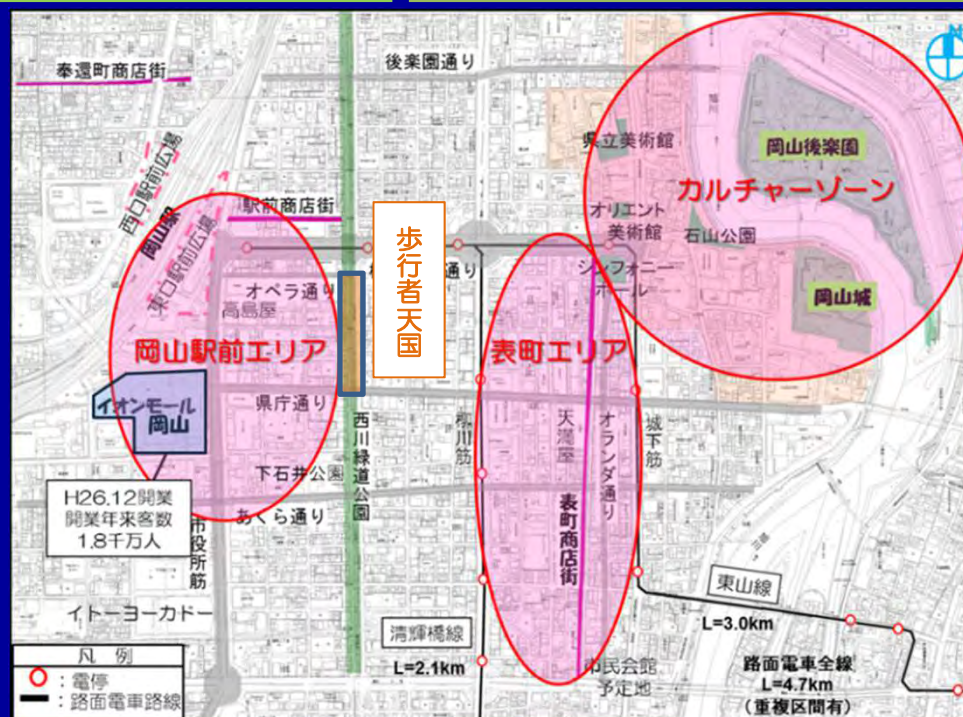 奉還町商店街
後楽園通り
N
県立美術館
岡山後楽園
カルチャーゾーン
西口駅前広場
岡山駅
東口駅前広場
駅前商店街
オリエント
美術館
石山公園
歩行者天国
通り
シンフォニー
ホール
岡山城
オペラ通り
高島屋
岡山駅前エリア
表町エリア
イオンモール
岡山
県庁通り
西川緑道公園
柳川筋
天満屋
オランダ通り
城下筋
下石井公園
H26.12開業
開業年来客数
1.8千万人
あくら通り
市役所筋
表町商店街
イトーヨーカドー
東山線
L=3.0km
清輝橋線
L=2.1km
市民会館
予定地
路面電車全線
L=4.7km
(重複区間有)
凡 例
:電停
:路面電車路線